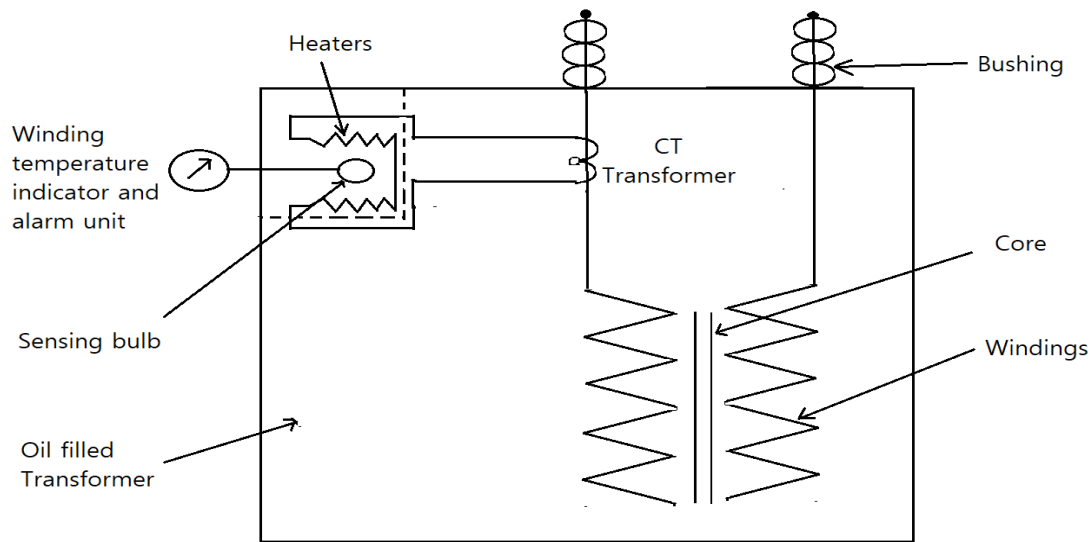 Heaters
Bushing
Winding
temperature
indicator and
alarm unit
CT
Transformer
Core
Sensing bulb
Windings
Oil filled
Transformer